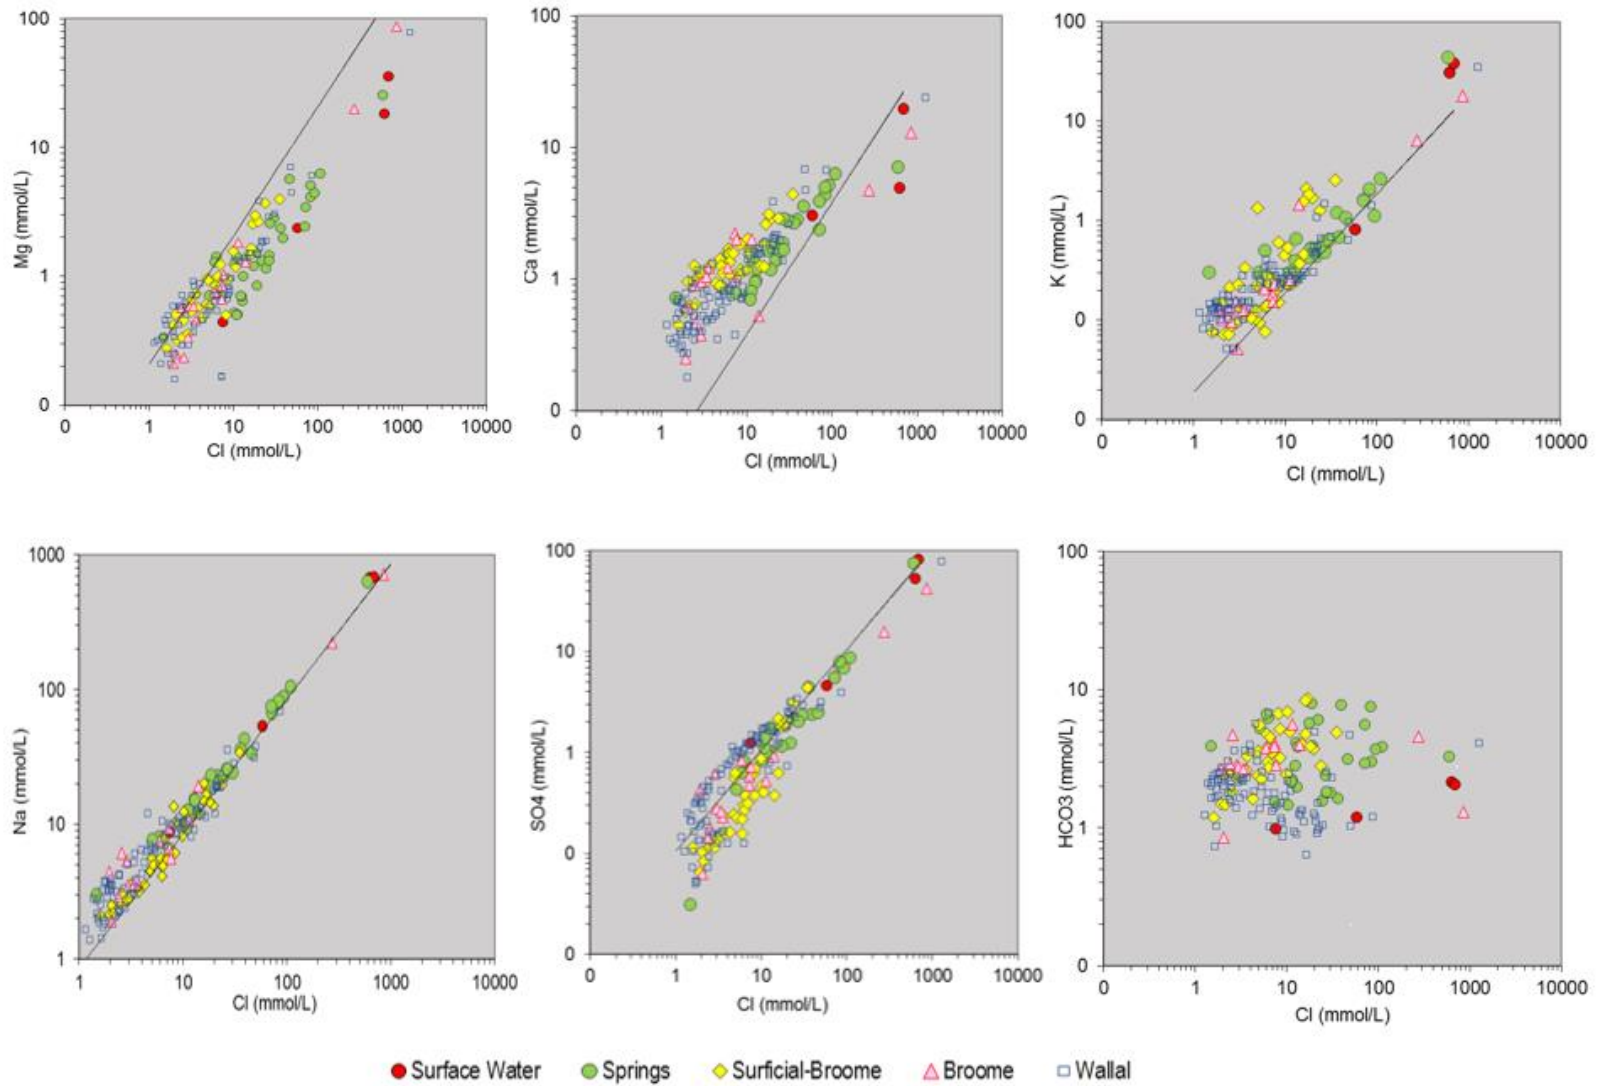 100
10
1
0
Mg (mmol/L)
0 1 10 100 1000 10000
Cl (mmol/L)
100
10
1
0
Ca (mmol/L)
0 1 10 100 1000 10000
Cl (mmol/L)
100
10
1
0
0
K (mmol/L)
0 1 10 100 1000 10000
Cl (mmol/L)
1000
100
10
1
Na (mmol/L)
1 10 100 1000 10000
Cl (mmol/L)
100
10
1
0
0
SO4 (mmol/L)
0 1 10 100 1000 10000
Cl (mmol/L)
100
10
1
0
HCO3 (mmol/L)
0 1 10 100 1000 10000
Cl (mmol/L)
Surface Water Springs Surficial-Broome Broome Wallal